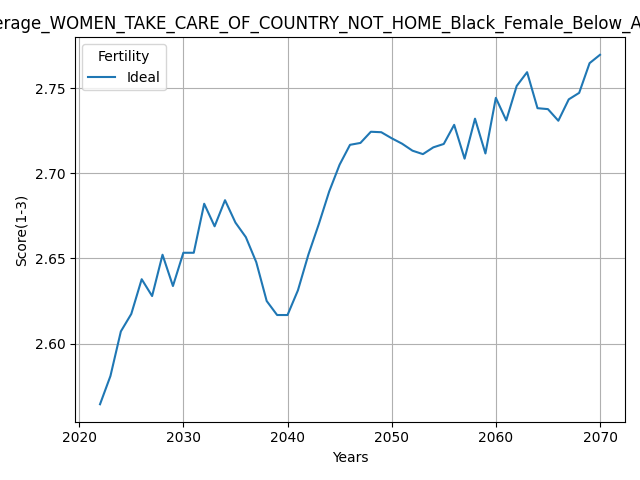 erage_WOMEN_TAKE_CARE_OF_COUNTRY_NOT_HOME_Black_Female_Below_A
Fertility
Ideal
Score(1-3)
2.75
2.70
2.65
2.60
2020 2030 2040 2050 2060 2070
Years